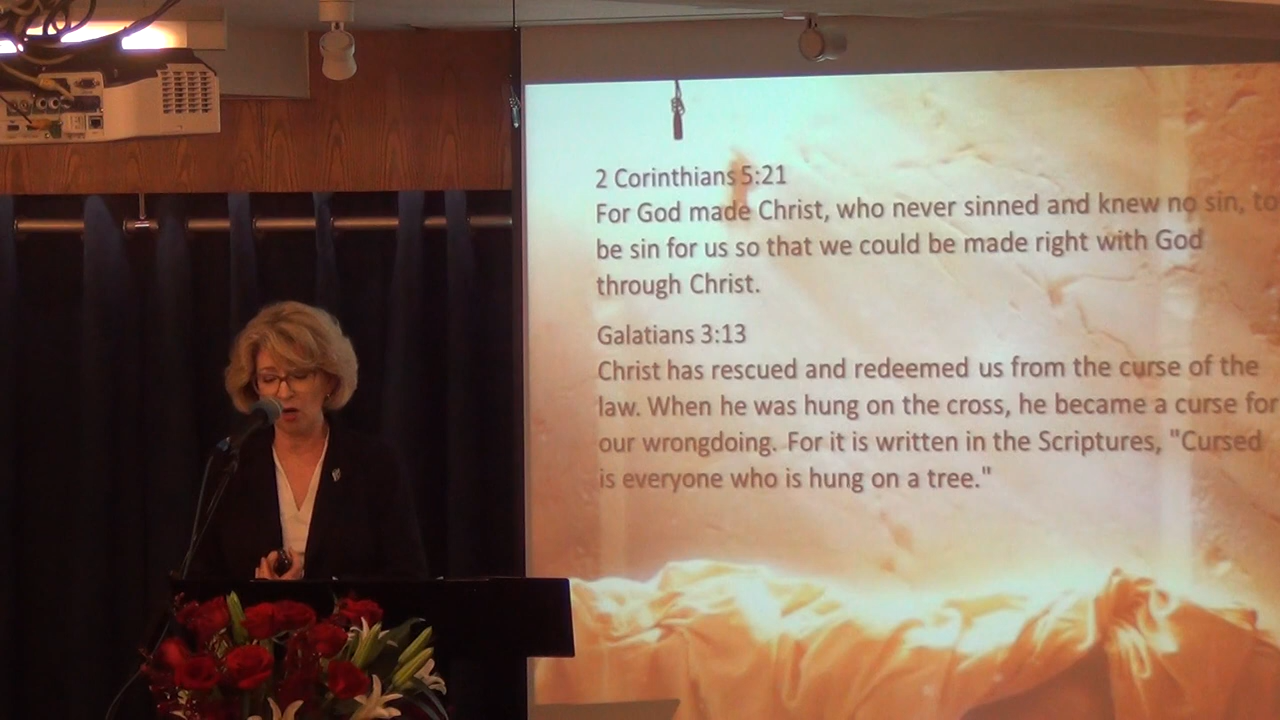 2 Corinthians 5:21
For God made Christ, who never sinned and knew no sin, to
be sin for us so that we could be made right with God
through Christ.
Galatians 3:13
Christ has rescued and redeemed us from the curse of the
law. When he was hung on the cross, he became a curse for
our wrongdoing. For it is written in the Scriptures, "Cursed
is everyone who is hung on a tree."